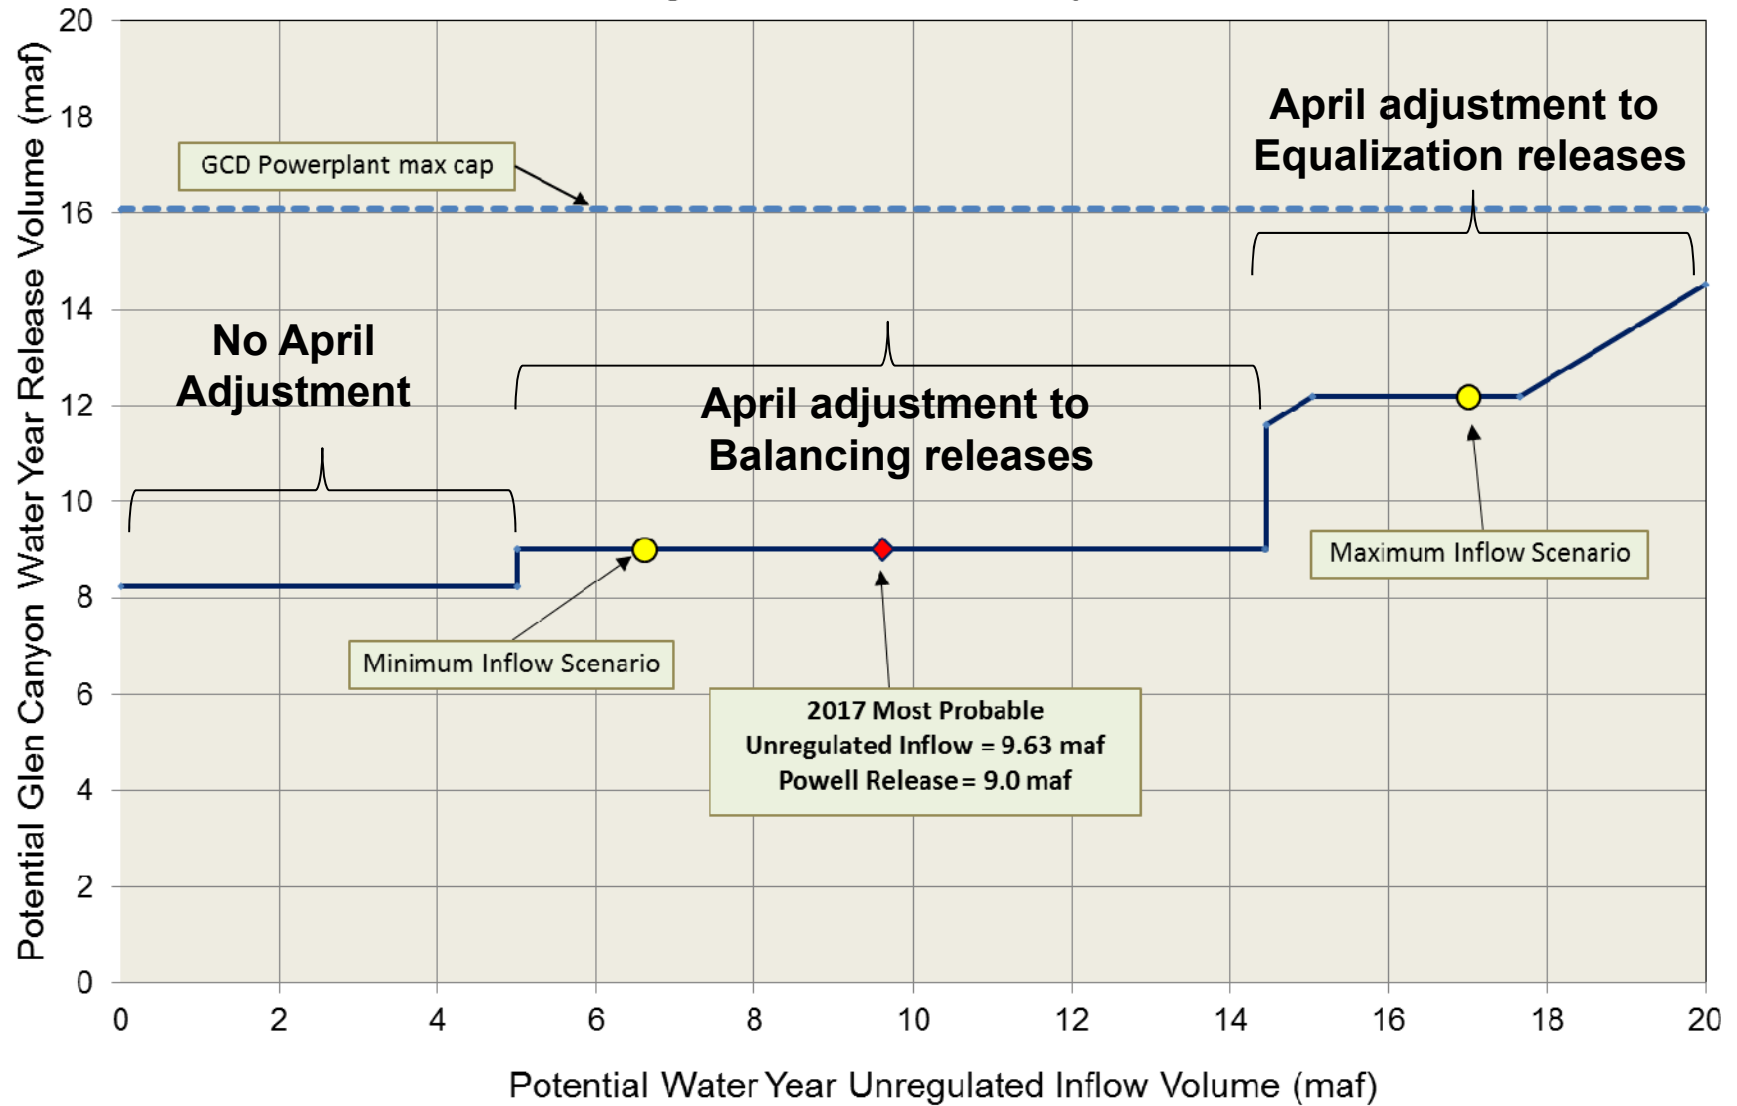 20
18
16
14
12
10
8
6
4
2
0
Potential Glen Canyon Water Year Release Volume (maf)
GCD Powerplant max cap
April adjustment to
Equalization releases
No April
Adjustment
April adjustment to
Balancing releases
Maximum Inflow Scenario
Minimum Inflow Scenario
2017 Most Probable
Unregulated Inflow = 9.63 maf
Powell Release= 9.0 maf
0 2 4 6 8 10 12 14 16 18 20
Potential Water Year Unregulated Inflow Volume (maf)